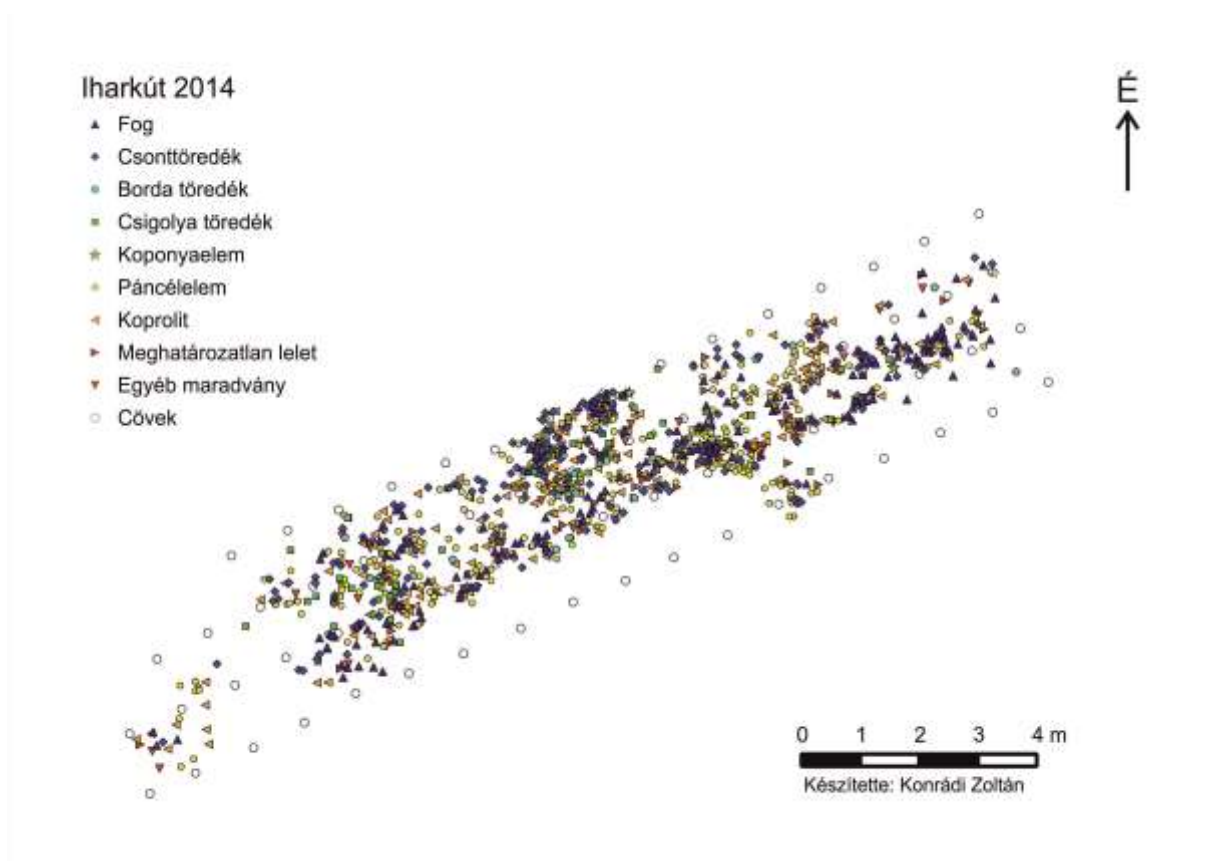 Iharkút 2014
Fog
Csonttöredék
Borda töredék
Csigolya töredék
Koponyaelem
Páncélelem
Koprolit
Meghatározatlan lelet
Egyéb maradvány
Cövek
É
0 1 2 3 4 m
Készítette: Konrádi Zoltán